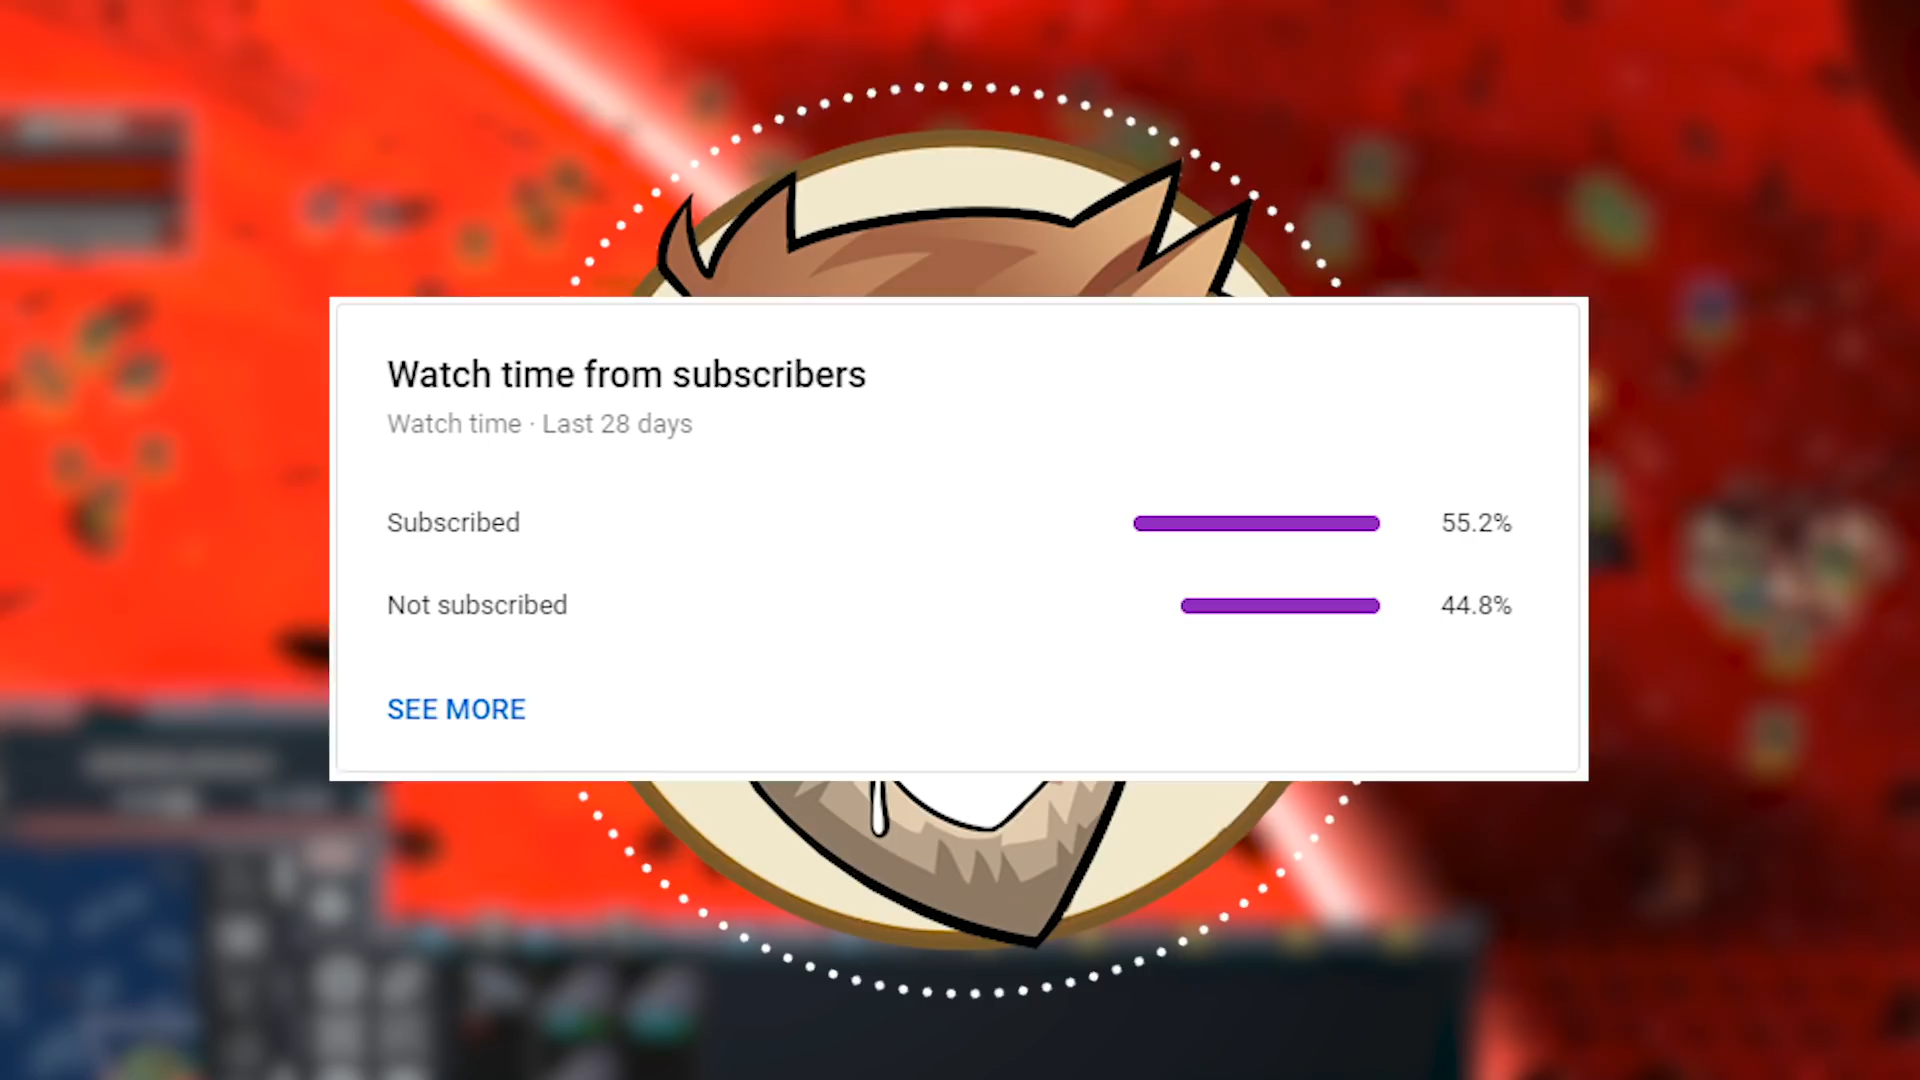 Watch time from subscribers
Watch time · Last 28 days
Subscribed 55.2%
Not subscribed 44.8%
SEE MORE